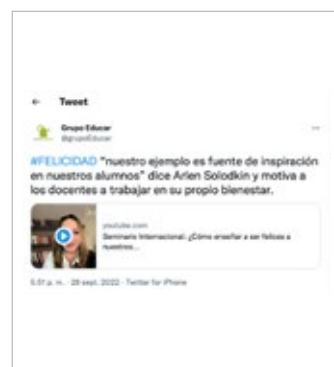 ← Tweet
Grupo Educar
@grupoEducar
#FELICIDAD "nuestro ejemplo es fuente de inspiración
en nuestros alumnos" dice Arlen Solodkin y motiva a
los docentes a trabajar en su propio bienestar.
youtube.com
Seminario Internacional: ¿Cómo enseñar a ser felices a
nuestros...
5:51 p. m. · 28 sept. 2022 · Twitter for iPhone